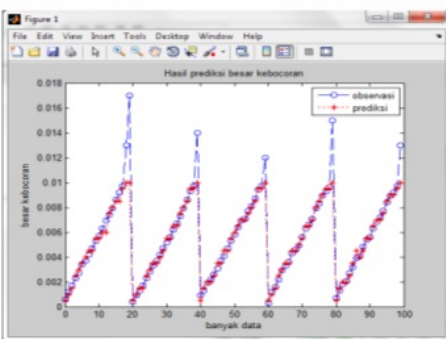 Figure 1
File Edit View Insert Tools Desktop Window Help
Hasil prediksi besar kebocoran
observasi
prediksi
besar kebocoran
0.018
0.016
0.014
0.012
0.01
0.008
0.006
0.004
0.002
0
0 10 20 30 40 50 60 70 80 90 100
banyak data